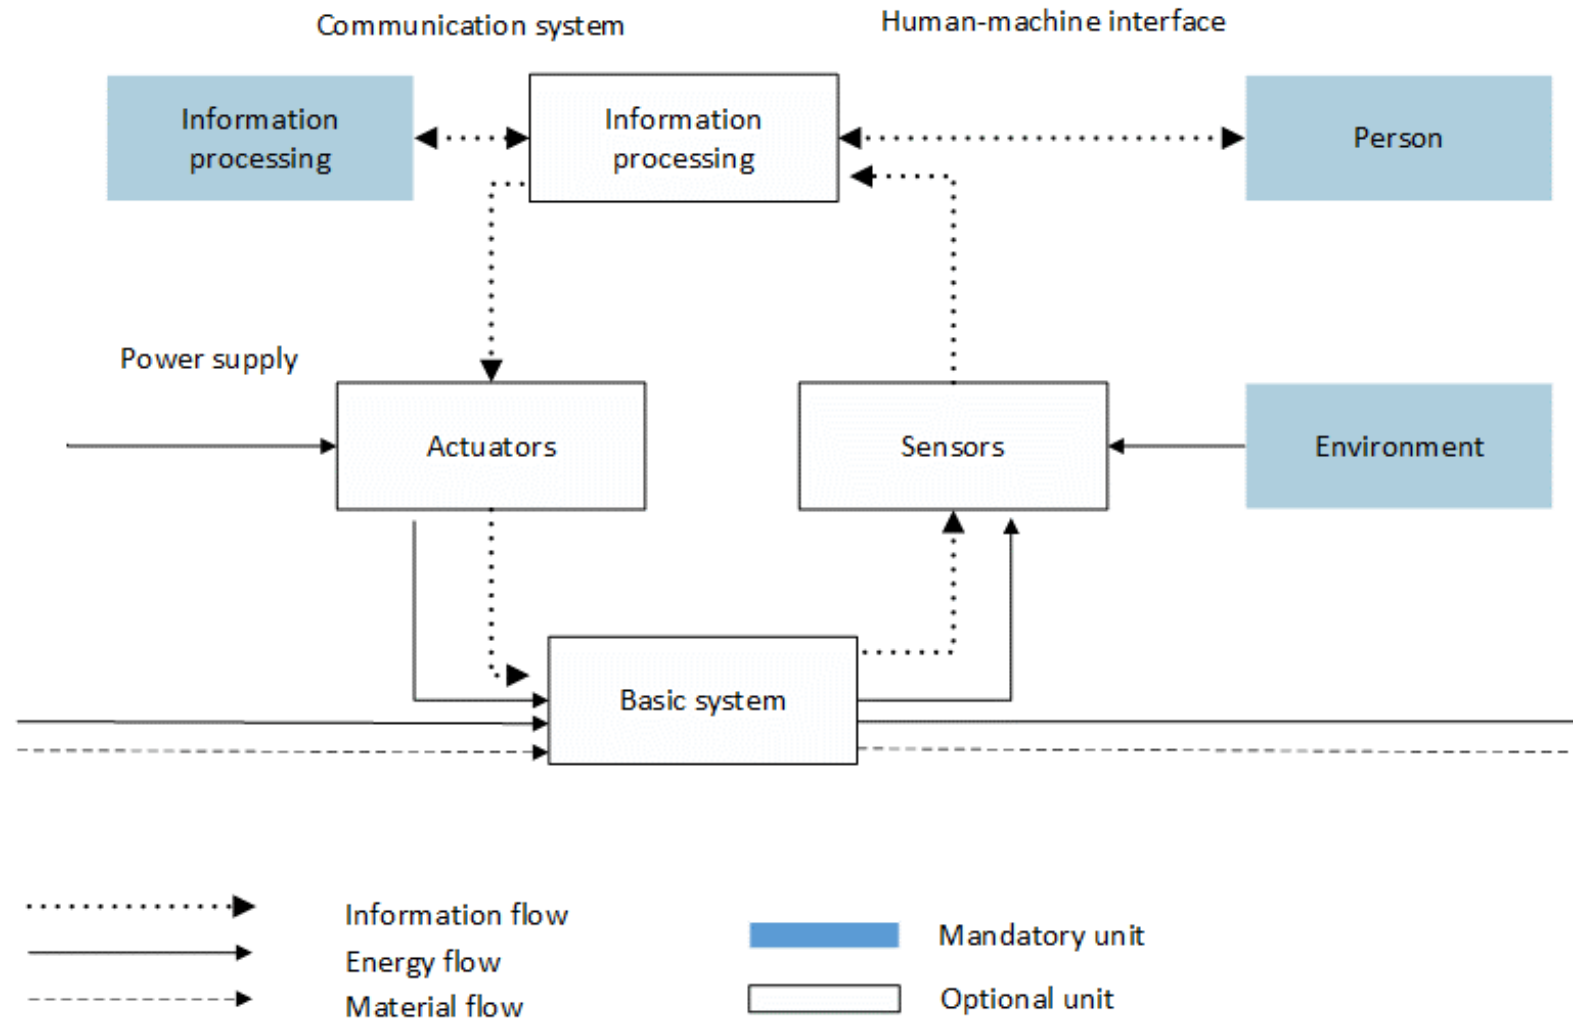 Communication system
Human-machine interface
Information
processing
Information
processing
Person
Power supply
Actuators
Sensors
Environment
Basic system
Information flow
Energy flow
Material flow
Mandatory unit
Optional unit